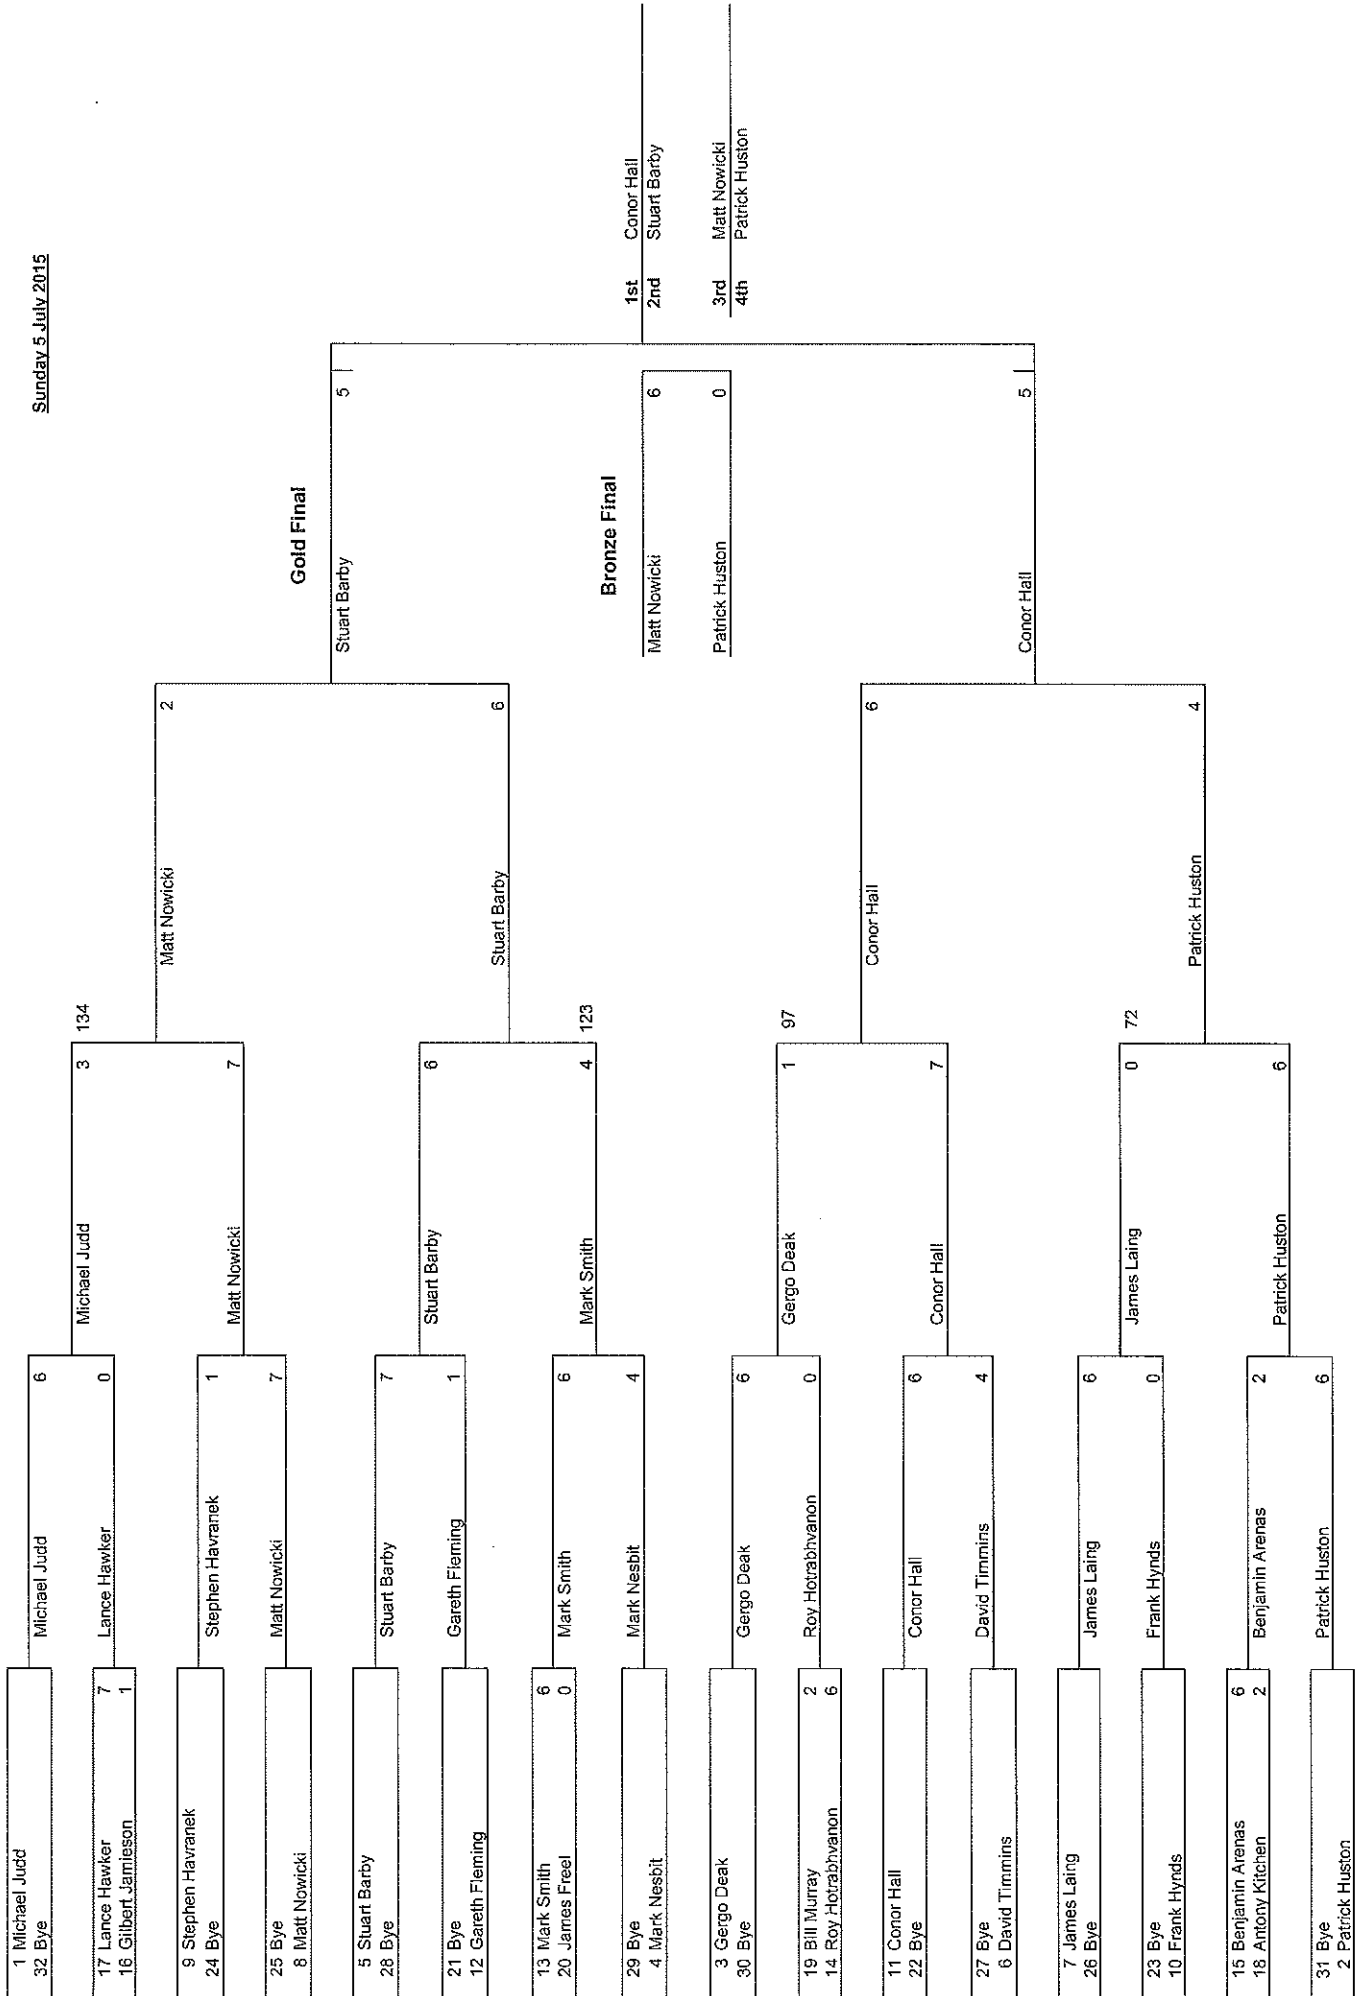 Sunday 5 July 2015
1 Michael Judd
32 Bye
17 Lance Hawker 7
16 Gilbert Jamieson 1
9 Stephen Havranek
24 Bye
25 Bye
8 Matt Nowicki
5 Stuart Barby
28 Bye
21 Bye
12 Gareth Fleming
13 Mark Smith 6
20 James Freel 0
29 Bye
4 Mark Nesbit
3 Gergo Deak
30 Bye
19 Bill Murray 2
14 Roy Hotrabhvanon 6
11 Conor Hall
22 Bye
27 Bye
6 David Timmins
7 James Laing
26 Bye
23 Bye
10 Frank Hynds
15 Benjamin Arenas 6
18 Antony Kitchen 2
31 Bye
2 Patrick Huston
Michael Judd 6
Lance Hawker 0
Stephen Havranek 1
Matt Nowicki 7
Stuart Barby 7
Gareth Fleming 1
Mark Smith 6
Mark Nesbit 4
Gergo Deak 6
Roy Hotrabhvanon 0
Conor Hall 6
David Timmins 4
James Laing 6
Frank Hynds 0
Benjamin Arenas 2
Patrick Huston 6
Michael Judd 3
134
Matt Nowicki 7
Stuart Barby 6
Mark Smith 4
123
Gergo Deak 1
97
Conor Hall 7
James Laing 0
72
Patrick Huston 6
Matt Nowicki 2
Stuart Barby 6
Conor Hall 6
Patrick Huston 4
Gold Final
Stuart Barby 5
Bronze Final
Matt Nowicki 6
Patrick Huston 0
Conor Hall 5
1st Conor Hall
2nd Stuart Barby
3rd Matt Nowicki
4th Patrick Huston